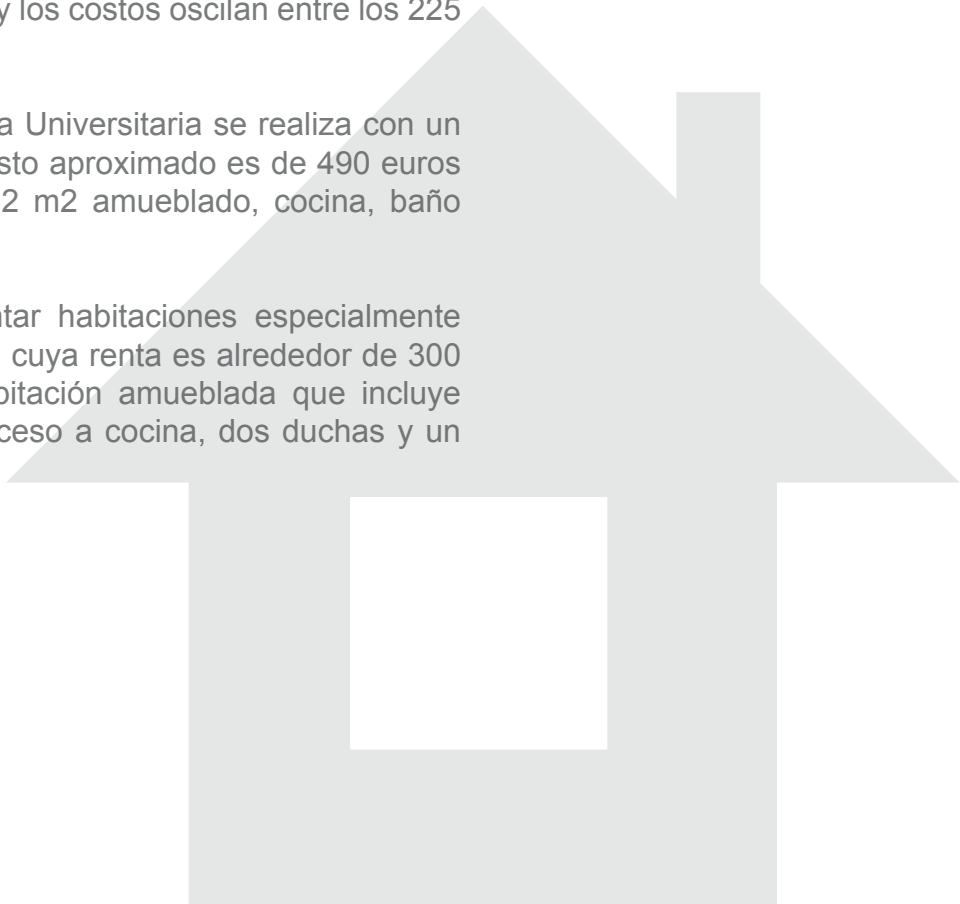 y los costos oscilan entre los 225
a Universitaria se realiza con un
sto aproximado es de 490 euros
2 m2 amueblado, cocina, baño
tar habitaciones especialmente
cuya renta es alrededor de 300
bitación amueblada que incluye
ceso a cocina, dos duchas y un